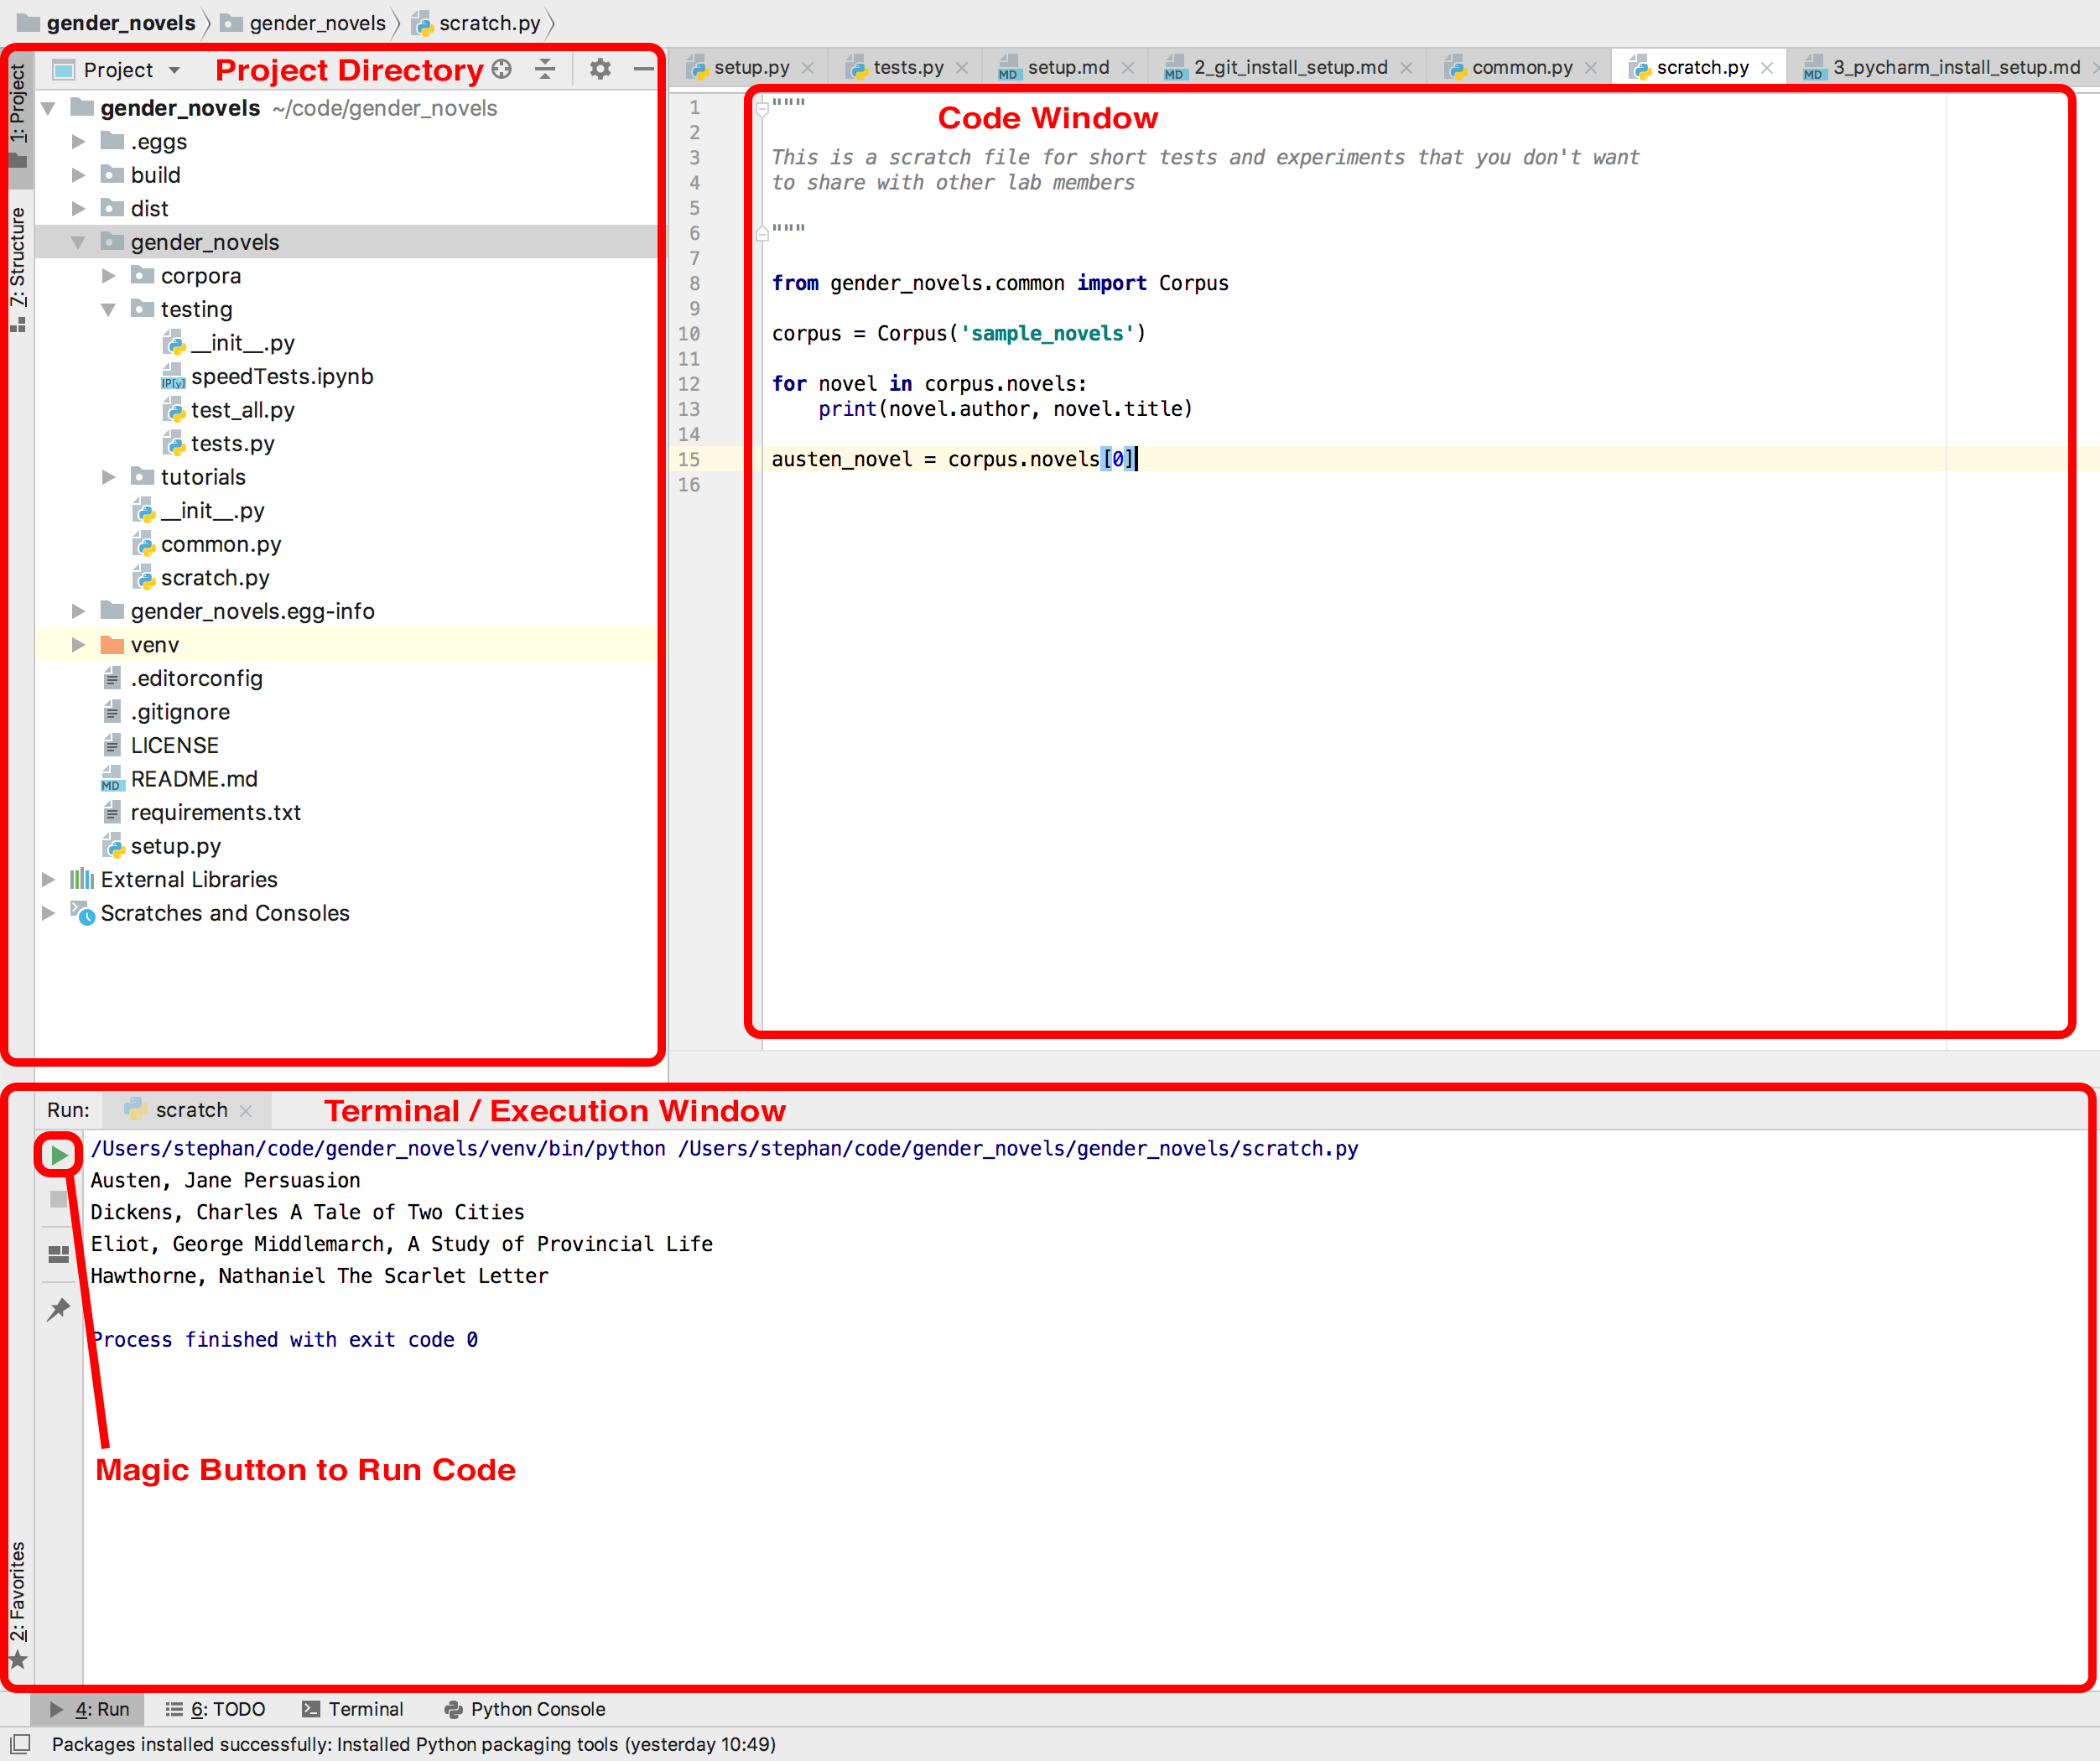 gender_novels gender_novels scratch.py
1: Project
7: Structure
Project Project Directory
gender_novels ~/code/gender_novels
.eggs
build
dist
gender_novels
corpora
testing
__init__.py
speedTests.ipynb
test_all.py
tests.py
tutorials
__init__.py
common.py
scratch.py
gender_novels.egg-info
venv
.editorconfig
.gitignore
LICENSE
README.md
requirements.txt
setup.py
External Libraries
Scratches and Consoles
setup.py tests.py setup.md 2_git_install_setup.md common.py scratch.py 3_pycharm_install_setup.md
Code Window
1 """
2
3 This is a scratch file for short tests and experiments that you don't want
4 to share with other lab members
5
6 """
7
8 from gender_novels.common import Corpus
9
10 corpus = Corpus('sample_novels')
11
12 for novel in corpus.novels:
13 print(novel.author, novel.title)
14
15 austen_novel = corpus.novels[0]
16
Run: scratch Terminal / Execution Window
/Users/stephan/code/gender_novels/venv/bin/python /Users/stephan/code/gender_novels/gender_novels/scratch.py
Austen, Jane Persuasion
Dickens, Charles A Tale of Two Cities
Eliot, George Middlemarch, A Study of Provincial Life
Hawthorne, Nathaniel The Scarlet Letter
Process finished with exit code 0
Magic Button to Run Code
2: Favorites
4: Run 6: TODO Terminal Python Console
Packages installed successfully: Installed Python packaging tools (yesterday 10:49)